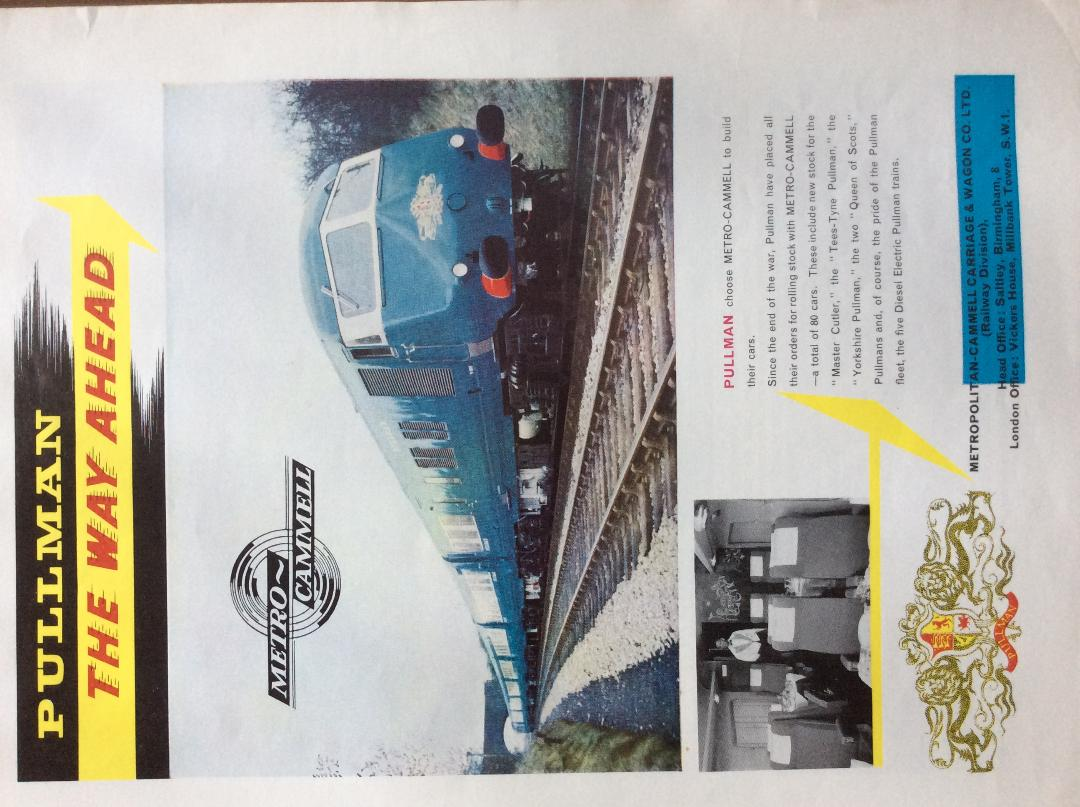 PULLMAN
THE WAY AHEAD
METRO~
CAMMELL
PULLMAN choose METRO-CAMMELL to build
their cars.
Since the end of the war, Pullman have placed all
their orders for rolling stock with METRO-CAMMELL
—a total of 80 cars. These include new stock for the
"Master Cutler," the "Tees-Tyne Pullman," the
"Yorkshire Pullman," the two "Queen of Scots,"
Pullmans and, of course, the pride of the Pullman
fleet, the five Diesel Electric Pullman trains.
PULLMAN
METROPOLITAN-CAMMELL CARRIAGE & WAGON CO. LTD.
(Railway Division),
Head Office: Saltley, Birmingham, 8
London Office: Vickers House, Millbank Tower, S.W.1.